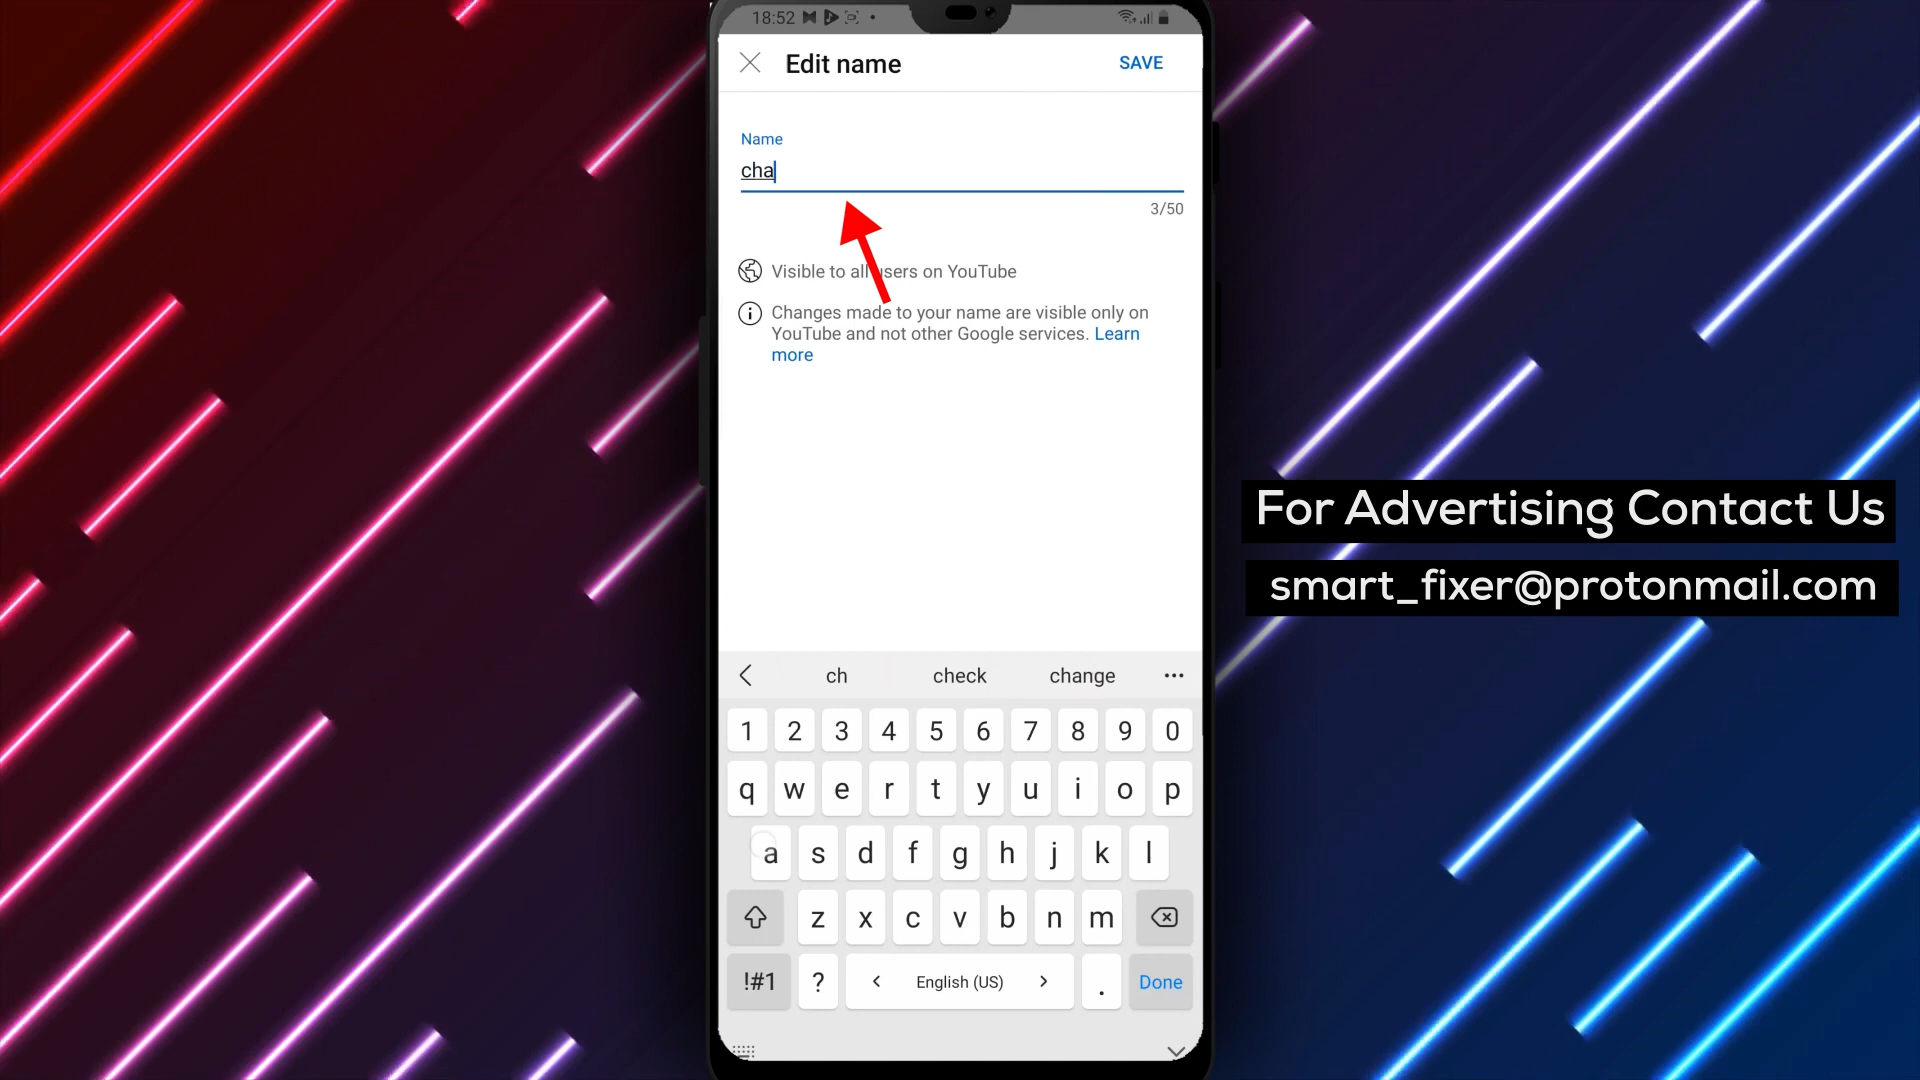 18:52
Edit name
SAVE
Name
cha
3/50
Visible to all users on YouTube
Changes made to your name are visible only on
YouTube and not other Google services. Learn
more
For Advertising Contact Us
smart_fixer@protonmail.com
ch check change
1 2 3 4 5 6 7 8 9 0
q w e r t y u i o p
a s d f g h j k l
z x c v b n m
!#1 ? < English (US) > . Done